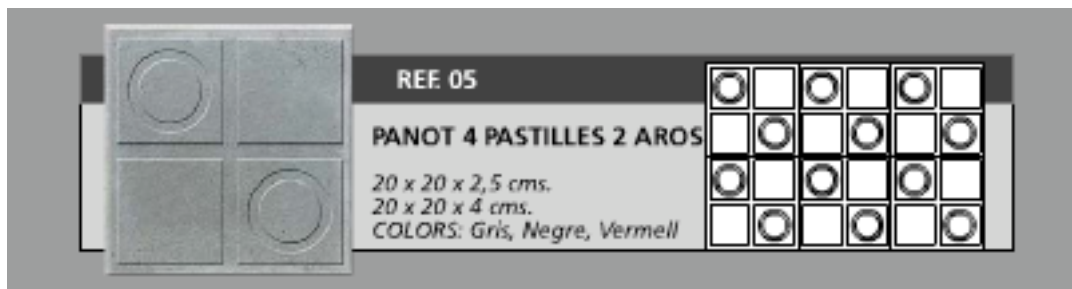 REF. 05
PANOT 4 PASTILLES 2 AROS
20 x 20 x 2,5 cms.
20 x 20 x 4 cms.
COLORS: Gris, Negre, Vermell